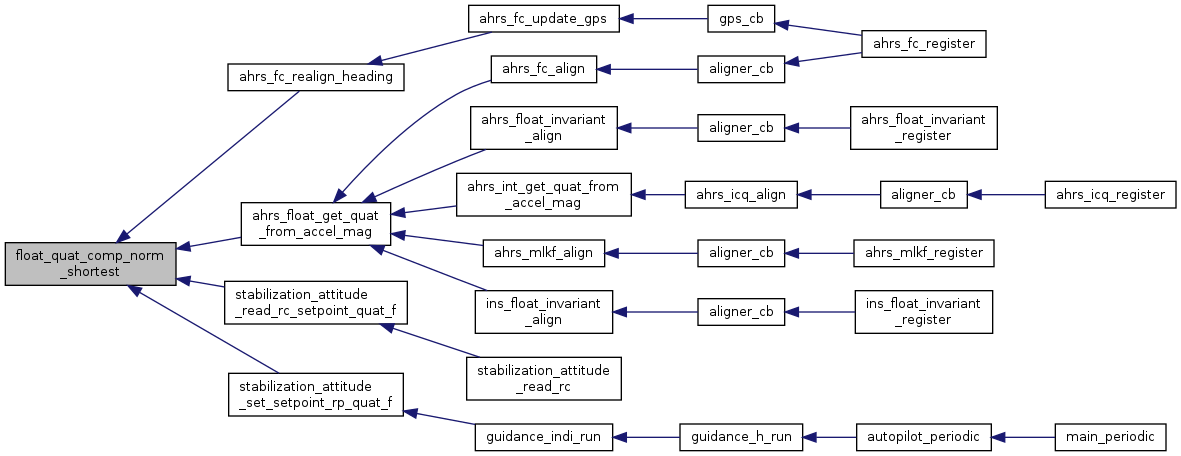 float_quat_comp_norm
_shortest
ahrs_fc_realign_heading
ahrs_fc_update_gps
gps_cb
ahrs_fc_register
ahrs_float_get_quat
_from_accel_mag
ahrs_fc_align
aligner_cb
ahrs_float_invariant
_align
aligner_cb
ahrs_float_invariant
_register
ahrs_int_get_quat_from
_accel_mag
ahrs_icq_align
aligner_cb
ahrs_icq_register
ahrs_mlkf_align
aligner_cb
ahrs_mlkf_register
ins_float_invariant
_align
aligner_cb
ins_float_invariant
_register
stabilization_attitude
_read_rc_setpoint_quat_f
stabilization_attitude
_read_rc
stabilization_attitude
_set_setpoint_rp_quat_f
guidance_indi_run
guidance_h_run
autopilot_periodic
main_periodic